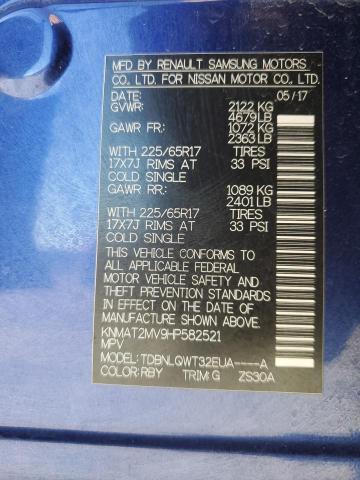 MFD BY RENAULT SAMSUNG MOTORS
CO., LTD. FOR NISSAN MOTOR CO., LTD.
DATE: 05/17
GVWR: 2122 KG
4679 LB
GAWR FR: 1072 KG
2363 LB
WITH 225/65R17 TIRES
17X7J RIMS AT 33 PSI
COLD SINGLE
GAWR RR: 1089 KG
2401 LB
WITH 225/65R17 TIRES
17X7J RIMS AT 33 PSI
COLD SINGLE
THIS VEHICLE CONFORMS TO
ALL APPLICABLE FEDERAL
MOTOR VEHICLE SAFETY AND
THEFT PREVENTION STANDARDS
IN EFFECT ON THE DATE OF
MANUFACTURE SHOWN ABOVE.
KNMAT2MV9HP582521
MPV
MODEL: TDBNLQWT32EUA----A
COLOR: RBY TRIM: G ZS30A